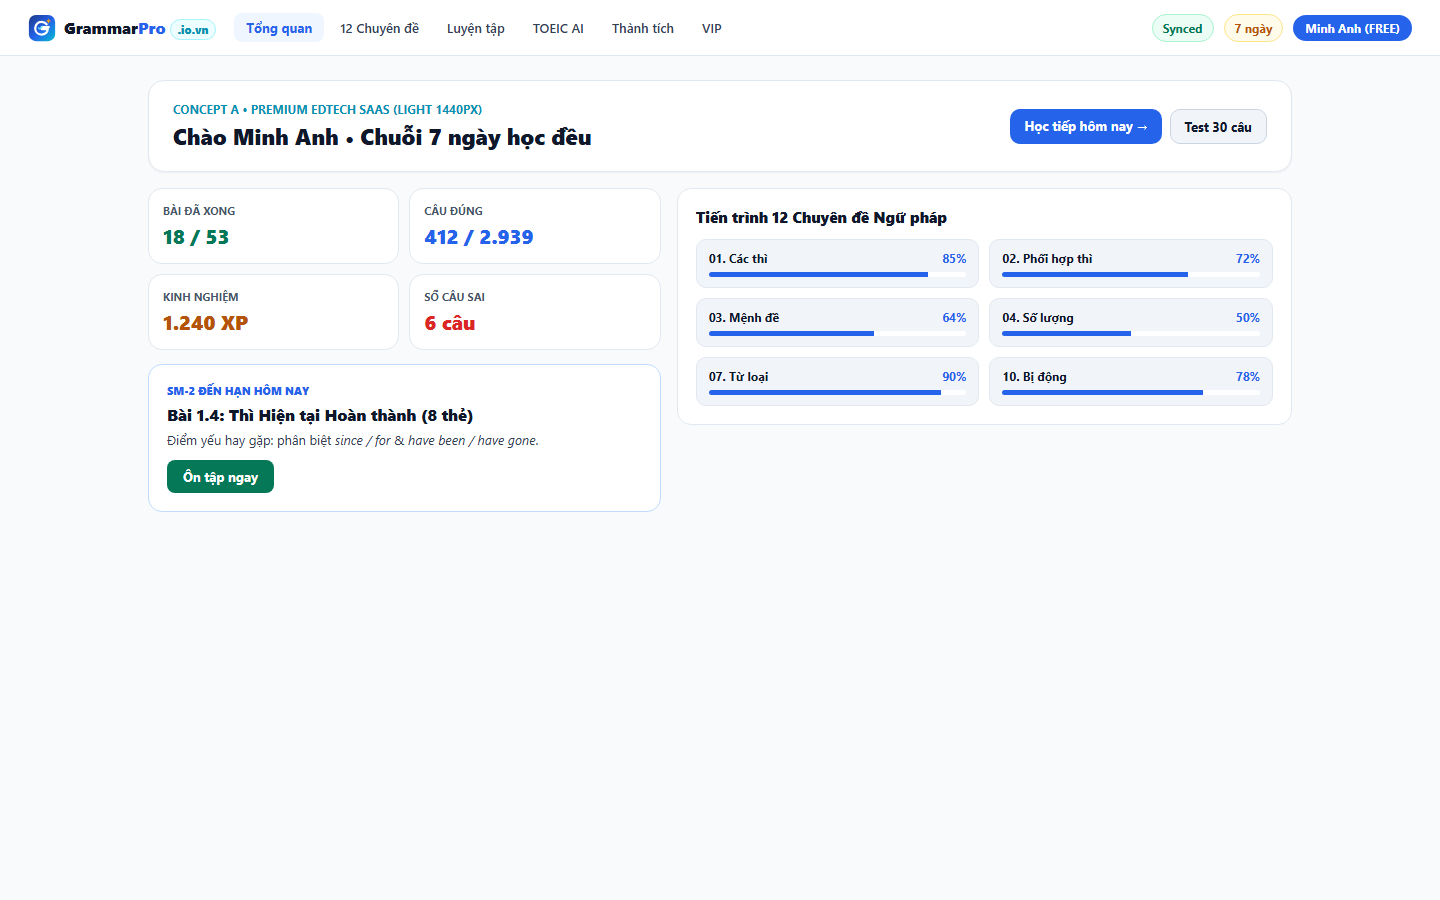 GrammarPro .io.vn Tổng quan 12 Chuyên đề Luyện tập TOEIC AI Thành tích VIP Synced 7 ngày Minh Anh (FREE)
CONCEPT A • PREMIUM EDTECH SAAS (LIGHT 1440PX)
Chào Minh Anh • Chuỗi 7 ngày học đều
Học tiếp hôm nay →
Test 30 câu
BÀI ĐÃ XONG
18 / 53
CÂU ĐÚNG
412 / 2.939
KINH NGHIỆM
1.240 XP
SỔ CÂU SAI
6 câu
SM-2 ĐẾN HẠN HÔM NAY
Bài 1.4: Thì Hiện tại Hoàn thành (8 thẻ)
Điểm yếu hay gặp: phân biệt since / for & have been / have gone.
Ôn tập ngay
Tiến trình 12 Chuyên đề Ngữ pháp
01. Các thì 85%
02. Phối hợp thì 72%
03. Mệnh đề 64%
04. Số lượng 50%
07. Từ loại 90%
10. Bị động 78%